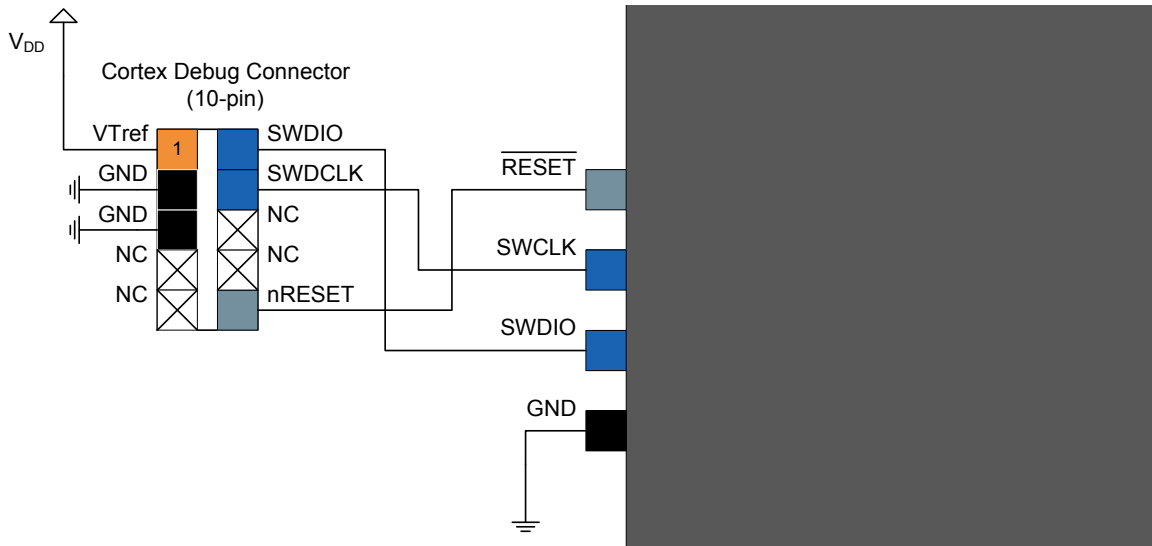 V_DD
Cortex Debug Connector
(10-pin)
VTref
1
SWDIO
GND
SWDCLK
GND
NC
NC
NC
NC
nRESET
RESET
SWCLK
SWDIO
GND